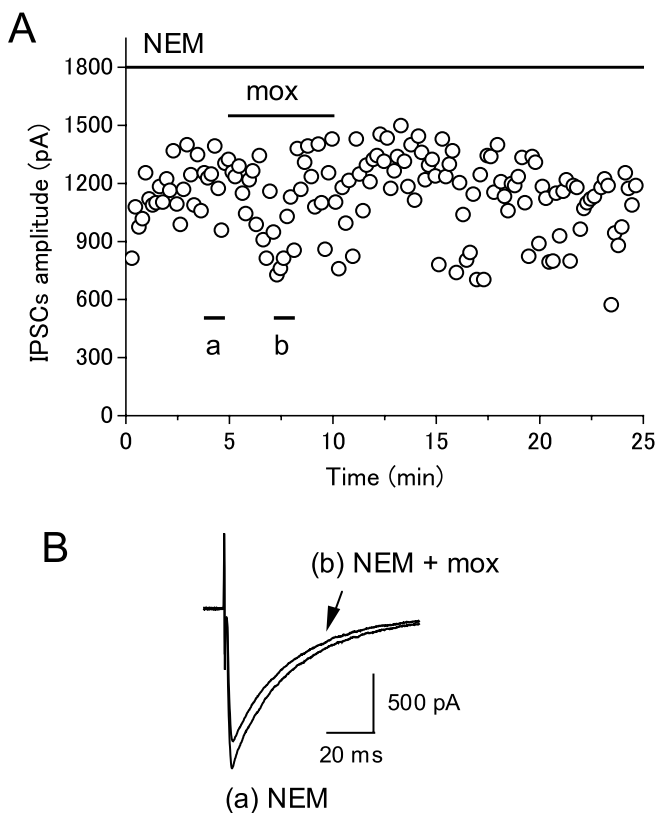 A
NEM
1800
mox
1500
1200
900
600
300
0
IPSCs amplitude (pA)
a
b
0 5 10 15 20 25
Time (min)
B
(b) NEM + mox
500 pA
20 ms
(a) NEM